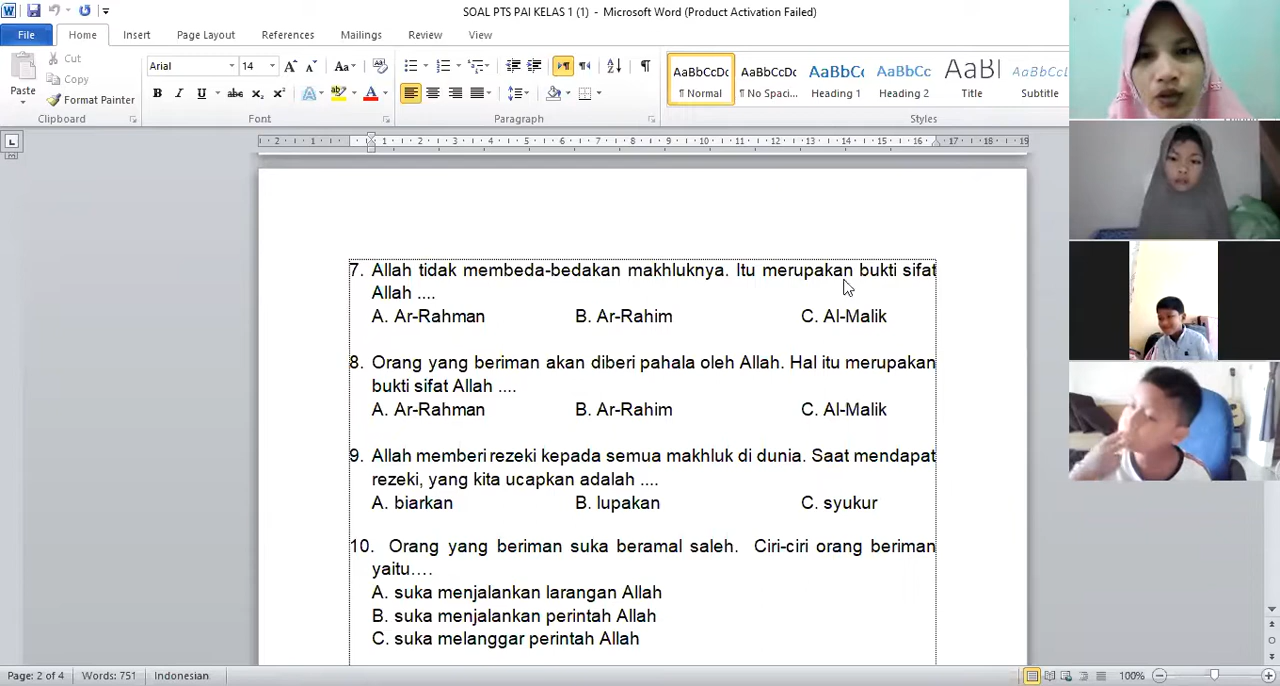 SOAL PTS PAI KELAS 1 (1) - Microsoft Word (Product Activation Failed)
File Home Insert Page Layout References Mailings Review View
Paste
Cut
Copy
Format Painter
Clipboard
Arial 14
Font
Paragraph
AaBbCcDc AaBbCcDc AaBbCc AaBbCc AaB AaBbCcD
¶ Normal ¶ No Spaci... Heading 1 Heading 2 Title Subtitle
Styles
7. Allah tidak membeda-bedakan makhluknya. Itu merupakan bukti sifat
Allah ....
A. Ar-Rahman B. Ar-Rahim C. Al-Malik
8. Orang yang beriman akan diberi pahala oleh Allah. Hal itu merupakan
bukti sifat Allah ....
A. Ar-Rahman B. Ar-Rahim C. Al-Malik
9. Allah memberi rezeki kepada semua makhluk di dunia. Saat mendapat
rezeki, yang kita ucapkan adalah ....
A. biarkan B. lupakan C. syukur
10. Orang yang beriman suka beramal saleh. Ciri-ciri orang beriman
yaitu....
A. suka menjalankan larangan Allah
B. suka menjalankan perintah Allah
C. suka melanggar perintah Allah
Page: 2 of 4 Words: 751 Indonesian 100%